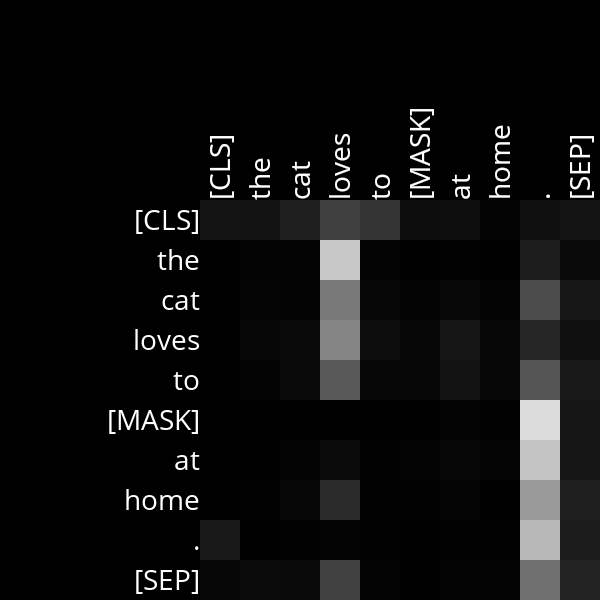 [CLS] the cat loves to [MASK] at home . [SEP]
[CLS]
the
cat
loves
to
[MASK]
at
home
.
[SEP]